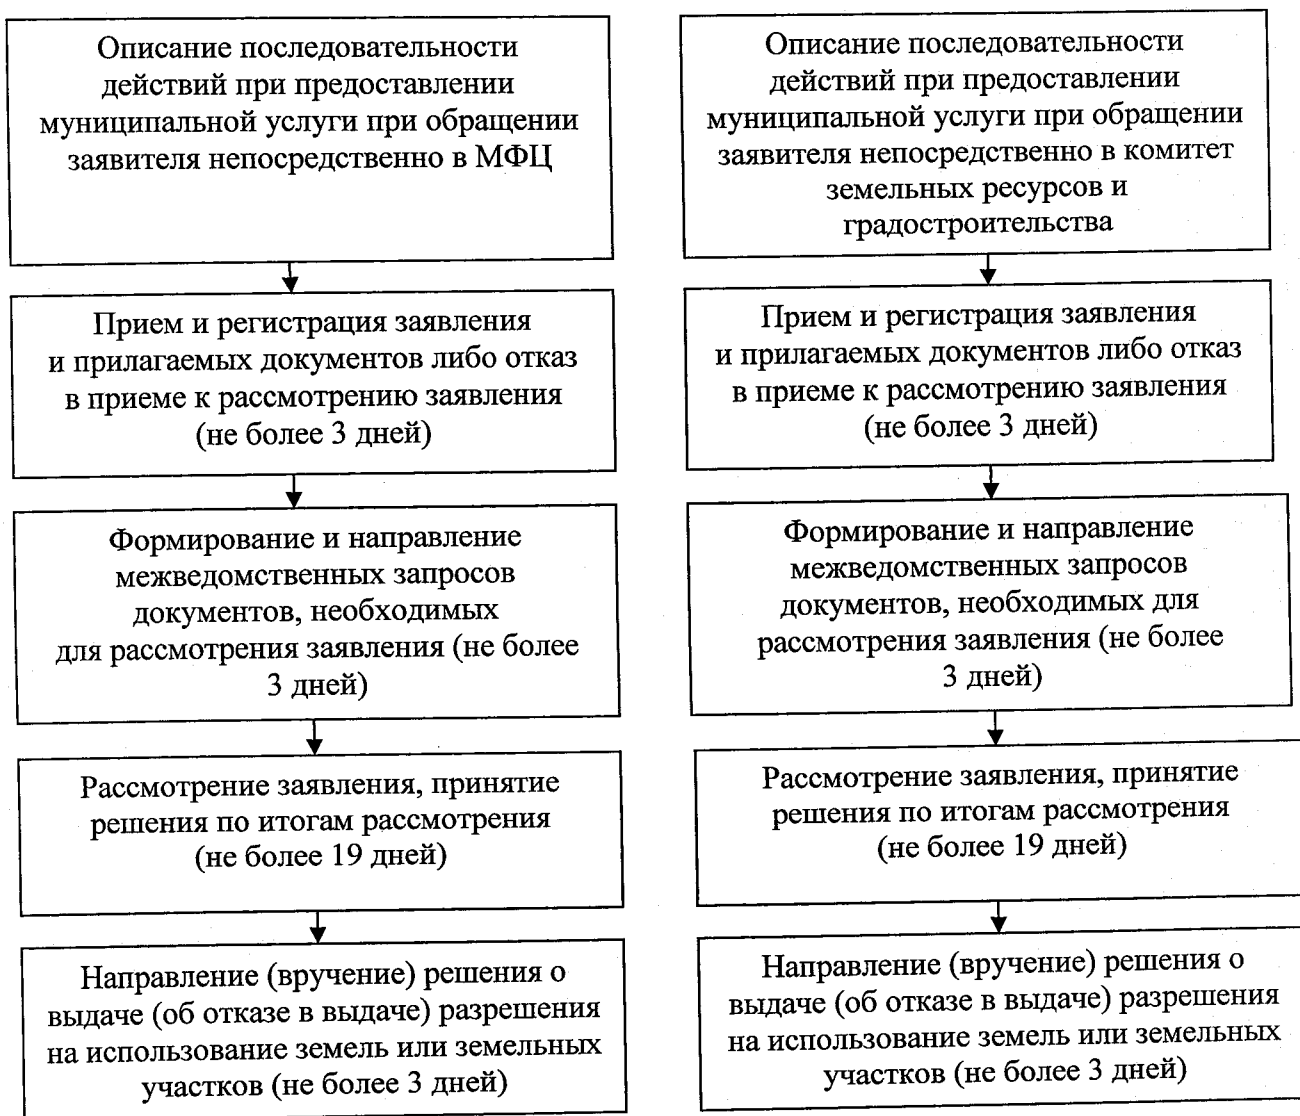 Описание последовательности
действий при предоставлении
муниципальной услуги при обращении
заявителя непосредственно в МФЦ
Прием и регистрация заявления
и прилагаемых документов либо отказ
в приеме к рассмотрению заявления
(не более 3 дней)
Формирование и направление
межведомственных запросов
документов, необходимых
для рассмотрения заявления (не более
3 дней)
Рассмотрение заявления, принятие
решения по итогам рассмотрения
(не более 19 дней)
Направление (вручение) решения о
выдаче (об отказе в выдаче) разрешения
на использование земель или земельных
участков (не более 3 дней)
Описание последовательности
действий при предоставлении
муниципальной услуги при обращении
заявителя непосредственно в комитет
земельных ресурсов и
градостроительства
Прием и регистрация заявления
и прилагаемых документов либо отказ
в приеме к рассмотрению заявления
(не более 3 дней)
Формирование и направление
межведомственных запросов
документов, необходимых для
рассмотрения заявления (не более
3 дней)
Рассмотрение заявления, принятие
решения по итогам рассмотрения
(не более 19 дней)
Направление (вручение) решения о
выдаче (об отказе в выдаче) разрешения
на использование земель или земельных
участков (не более 3 дней)